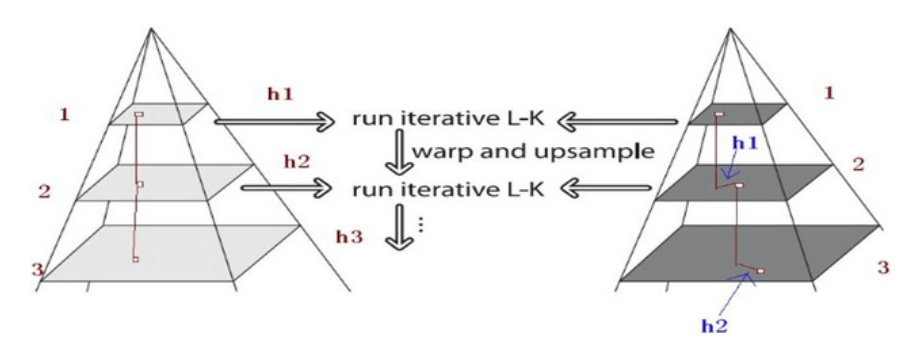 h1
1
1
run iterative L-K
h1
warp and upsample
h2
2
2
run iterative L-K
h3
⋮
3
3
h2